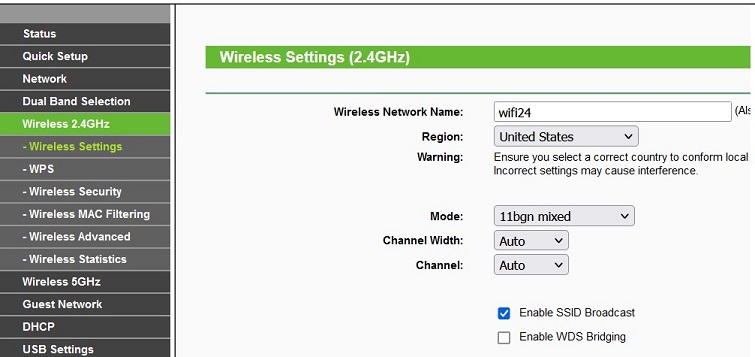 Status
Quick Setup
Network
Dual Band Selection
Wireless 2.4GHz
- Wireless Settings
- WPS
- Wireless Security
- Wireless MAC Filtering
- Wireless Advanced
- Wireless Statistics
Wireless 5GHz
Guest Network
DHCP
USB Settings
Wireless Settings (2.4GHz)
Wireless Network Name: wifi24
Region: United States
Warning: Ensure you select a correct country to conform local
Incorrect settings may cause interference.
Mode: 11bgn mixed
Channel Width: Auto
Channel: Auto
Enable SSID Broadcast
Enable WDS Bridging